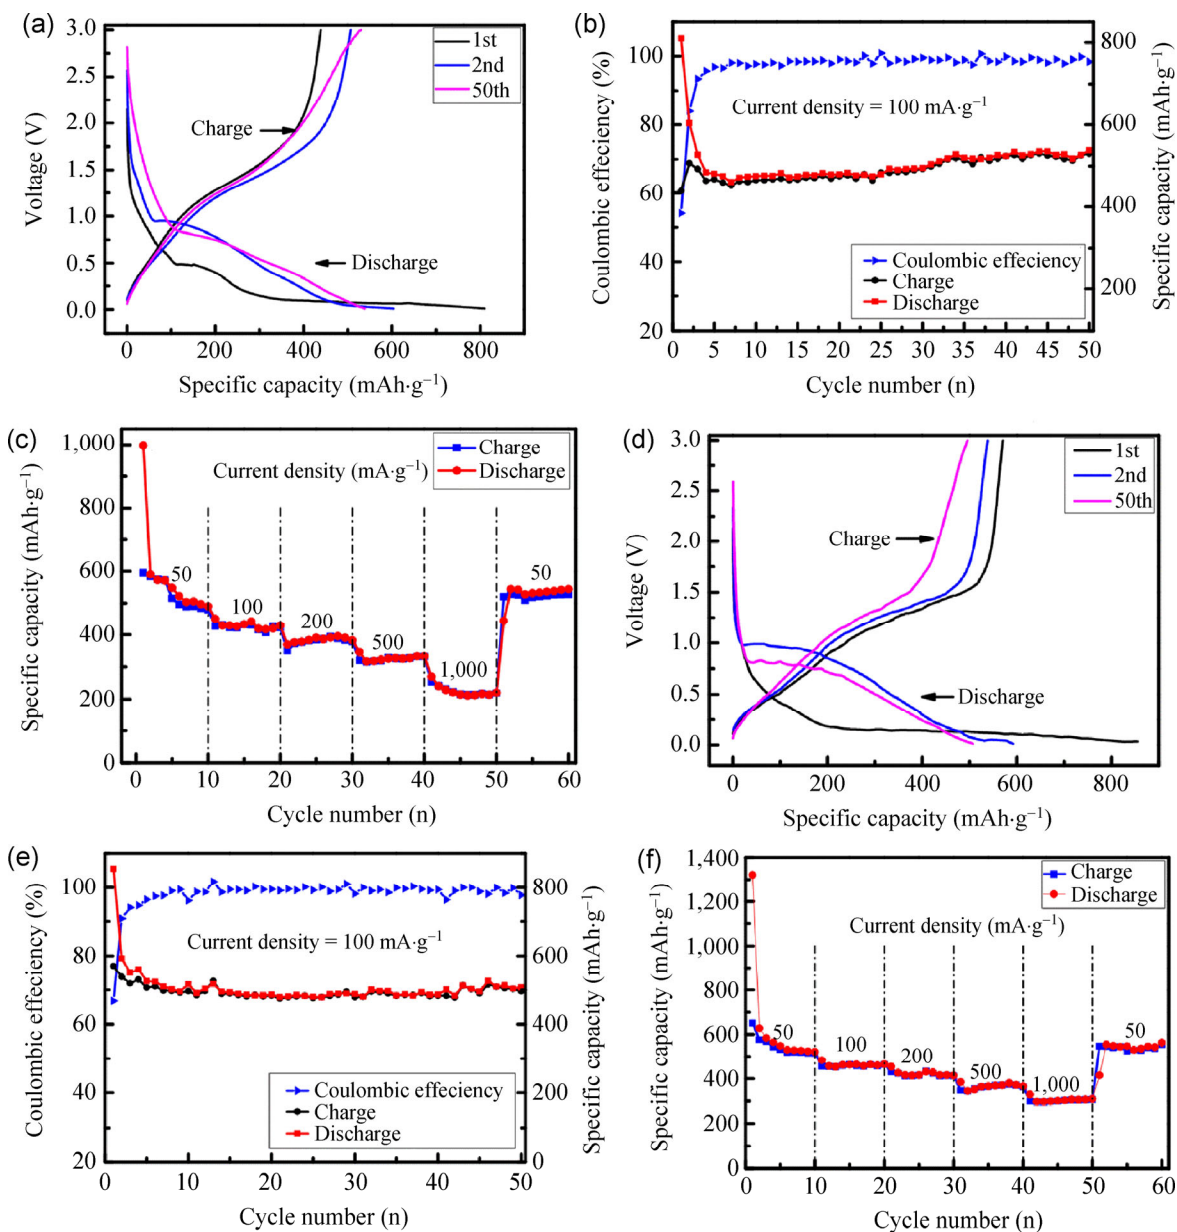 (a)
3.0
2.5
2.0
1.5
1.0
0.5
0.0
Voltage (V)
1st
2nd
50th
Charge
Discharge
0 200 400 600 800
Specific capacity (mAh·g⁻¹)
(b)
100
80
60
40
20
Coulombic effeciency (%)
800
600
400
200
Specific capacity (mAh·g⁻¹)
Current density = 100 mA·g⁻¹
Coulombic effeciency
Charge
Discharge
0 5 10 15 20 25 30 35 40 45 50
Cycle number (n)
(c)
1,000
800
600
400
200
0
Specific capacity (mAh·g⁻¹)
Charge
Discharge
Current density (mA·g⁻¹)
50
100
200
500
1,000
50
0 10 20 30 40 50 60
Cycle number (n)
(d)
3.0
2.5
2.0
1.5
1.0
0.5
0.0
Voltage (V)
1st
2nd
50th
Charge
Discharge
0 200 400 600 800
Specific capacity (mAh·g⁻¹)
(e)
100
80
60
40
20
Coulombic effeciency (%)
800
600
400
200
0
Specific capacity (mAh·g⁻¹)
Current density = 100 mA·g⁻¹
Coulombic effeciency
Charge
Discharge
0 10 20 30 40 50
Cycle number (n)
(f)
1,400
1,200
1,000
800
600
400
200
0
Specific capacity (mAh·g⁻¹)
Charge
Discharge
Current density (mA·g⁻¹)
50
100
200
500
1,000
50
0 10 20 30 40 50 60
Cycle number (n)